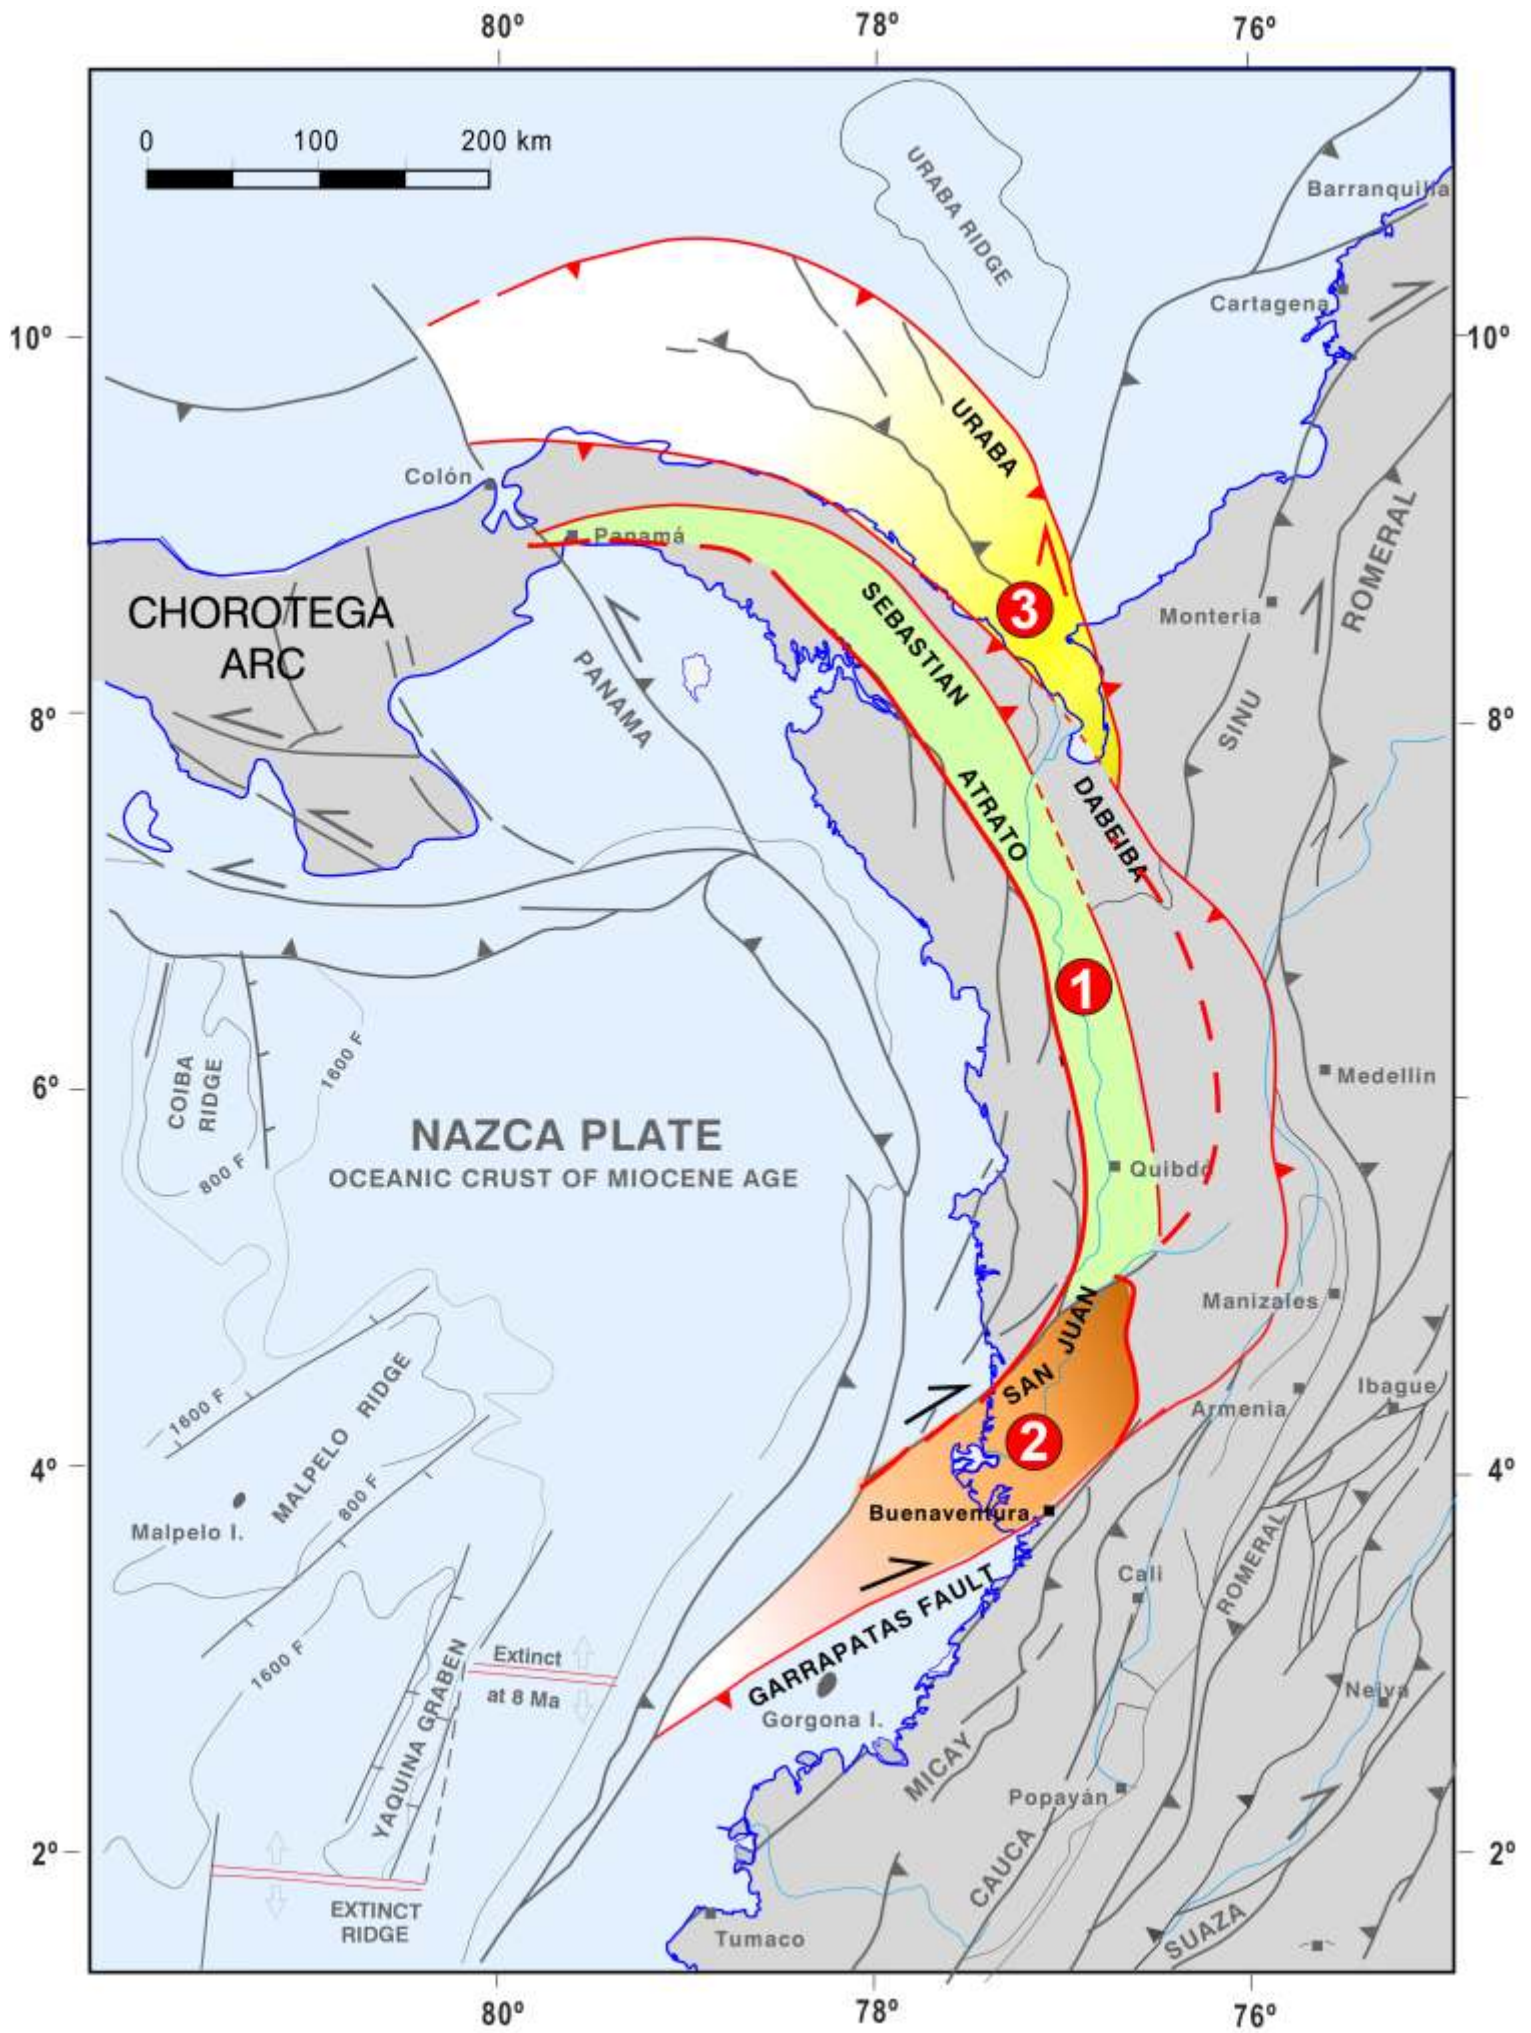 80º 78º 76º
0 100 200 km
URABA RIDGE
Barranquilla
Cartagena
10º 10º
URABA
Colón
ROMERAL
Panamá
CHOROTEGA
ARC
SEBASTIAN
3
Monteria
PANAMA
SINU
8º 8º
ATRATO
DABEIBA
1
COIBA
RIDGE
1600 F
800 F
6º
Medellin
NAZCA PLATE
OCEANIC CRUST OF MIOCENE AGE
Quibdó
Manizales
SAN JUAN
MALPELO RIDGE
1600 F
Ibague
Armenia
2
4º 4º
800 F
Malpelo I.
Buenaventura
Cali
ROMERAL
GARRAPATAS FAULT
1600 F
YAQUINA GRABEN
Extinct
at 8 Ma
Neiva
Gorgona I.
MICAY
Popayán
2º 2º
CAUCA
EXTINCT
RIDGE
Tumaco
SUAZA
80º 78º 76º